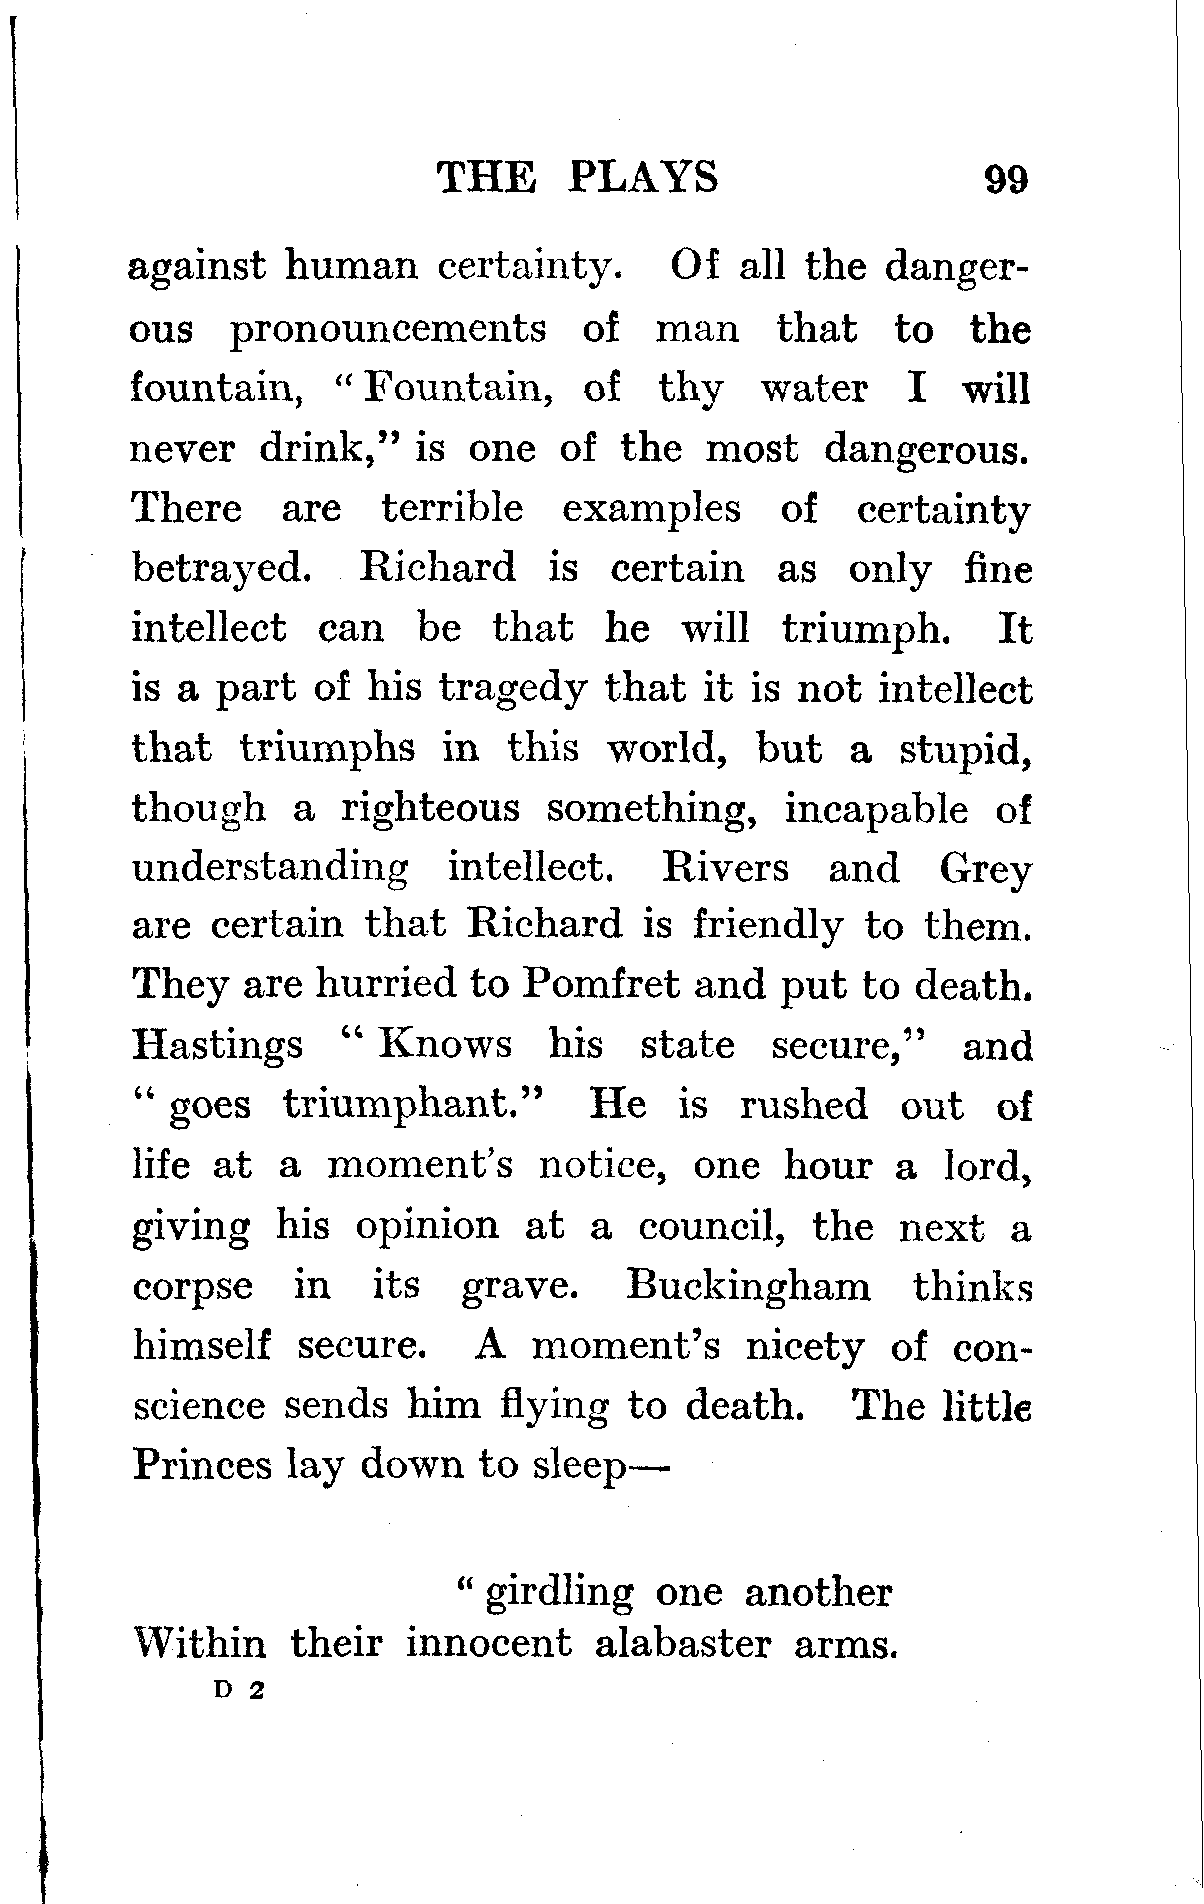 THE PLAYS 99
against human certainty. Of all the danger-
ous pronouncements of man that to the
fountain, “ Fountain, of thy water I will
never drink,” is one of the most dangerous.
There are terrible examples of certainty
betrayed. Richard is certain as only fine
intellect can be that he will triumph. It
is a part of his tragedy that it is not intellect
that triumphs in this world, but a stupid,
though a righteous something, incapable of
understanding intellect. Rivers and Grey
are certain that Richard is friendly to them.
They are hurried to Pomfret and put to death.
Hastings “ Knows his state secure,” and
“ goes triumphant.” He is rushed out of
life at a moment's notice, one hour a lord,
giving his opinion at a council, the next a
corpse in its grave. Buckingham thinks
himself secure. A moment's nicety of con-
science sends him flying to death. The little
Princes lay down to sleep—
“ girdling one another
Within their innocent alabaster arms.
D 2